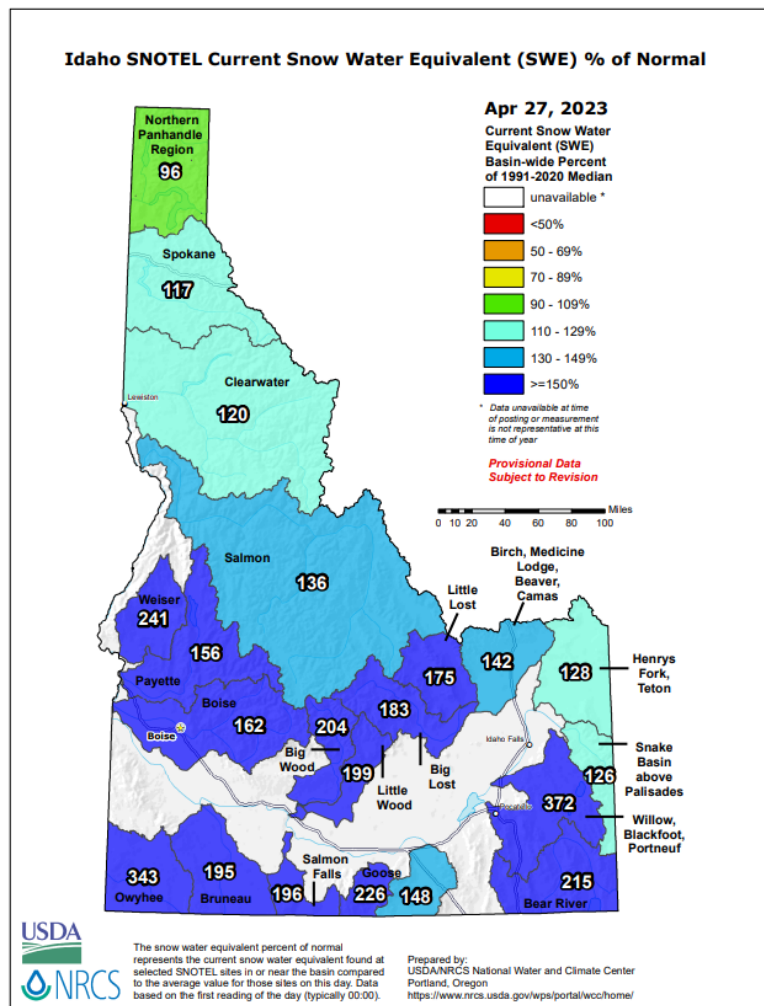 Idaho SNOTEL Current Snow Water Equivalent (SWE) % of Normal
Apr 27, 2023
Current Snow Water
Equivalent (SWE)
Basin-wide Percent
of 1991-2020 Median
unavailable *
<50%
50 - 69%
70 - 89%
90 - 109%
110 - 129%
130 - 149%
>=150%
* Data unavailable at time
of posting or measurement
is not representative at this
time of year
Provisional Data
Subject to Revision
0 10 20 40 60 80 100
Miles
Northern
Panhandle
Region
96
Spokane
117
Clearwater
120
Lewiston
Salmon
136
Weiser
241
156
Payette
Boise
162
Boise
204
Big
Wood
199
183
Little
Wood
Big
Lost
Little
Lost
175
Birch, Medicine
Lodge,
Beaver,
Camas
142
128
Henrys
Fork,
Teton
Idaho Falls
126
Snake
Basin
above
Palisades
372
Willow,
Blackfoot,
Portneuf
Pocatello
343
Owyhee
195
Bruneau
196
Salmon
Falls
Goose
226
148
215
Bear River
USDA
NRCS
The snow water equivalent percent of normal
represents the current snow water equivalent found at
selected SNOTEL sites in or near the basin compared
to the average value for those sites on this day. Data
based on the first reading of the day (typically 00:00).
Prepared by:
USDA/NRCS National Water and Climate Center
Portland, Oregon
https://www.nrcs.usda.gov/wps/portal/wcc/home/